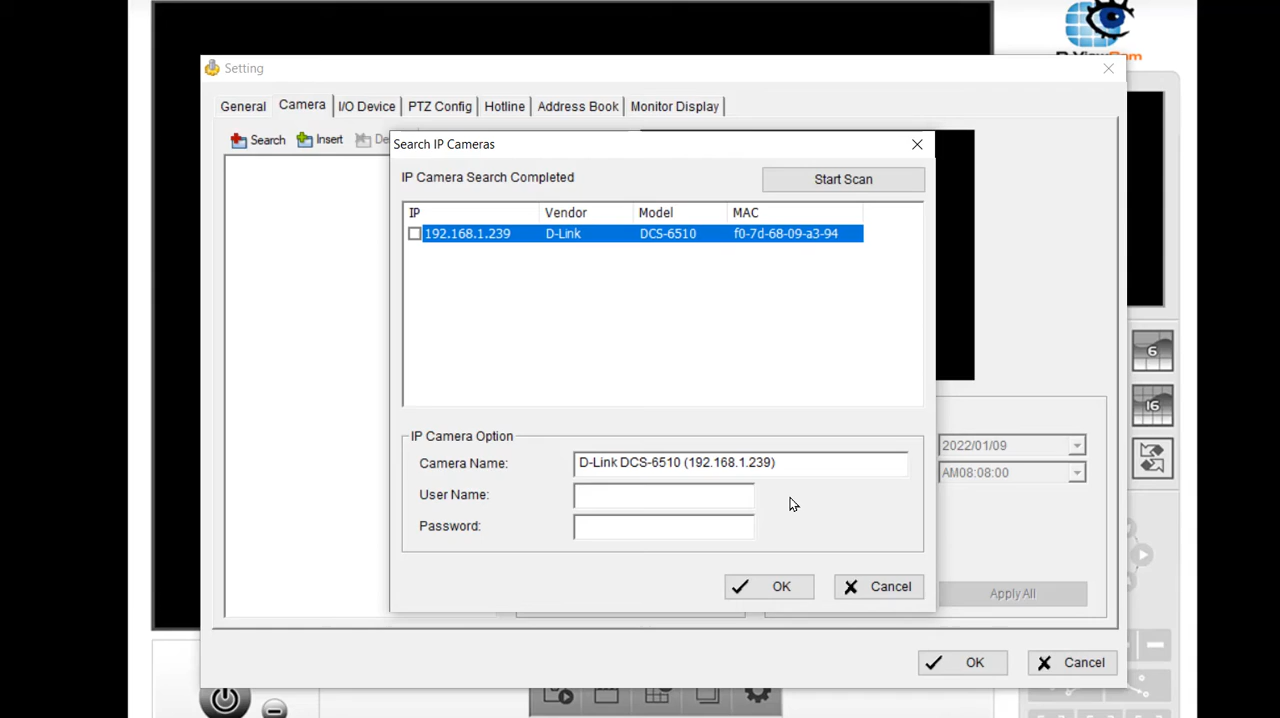 Setting
General Camera I/O Device PTZ Config Hotline Address Book Monitor Display
Search Insert
Search IP Cameras
IP Camera Search Completed Start Scan
IP Vendor Model MAC
192.168.1.239 D-Link DCS-6510 f0-7d-68-09-a3-94
IP Camera Option
Camera Name: D-Link DCS-6510 (192.168.1.239)
User Name:
Password:
OK Cancel
2022/01/09
AM08:08:00
Apply All
OK Cancel
6
16